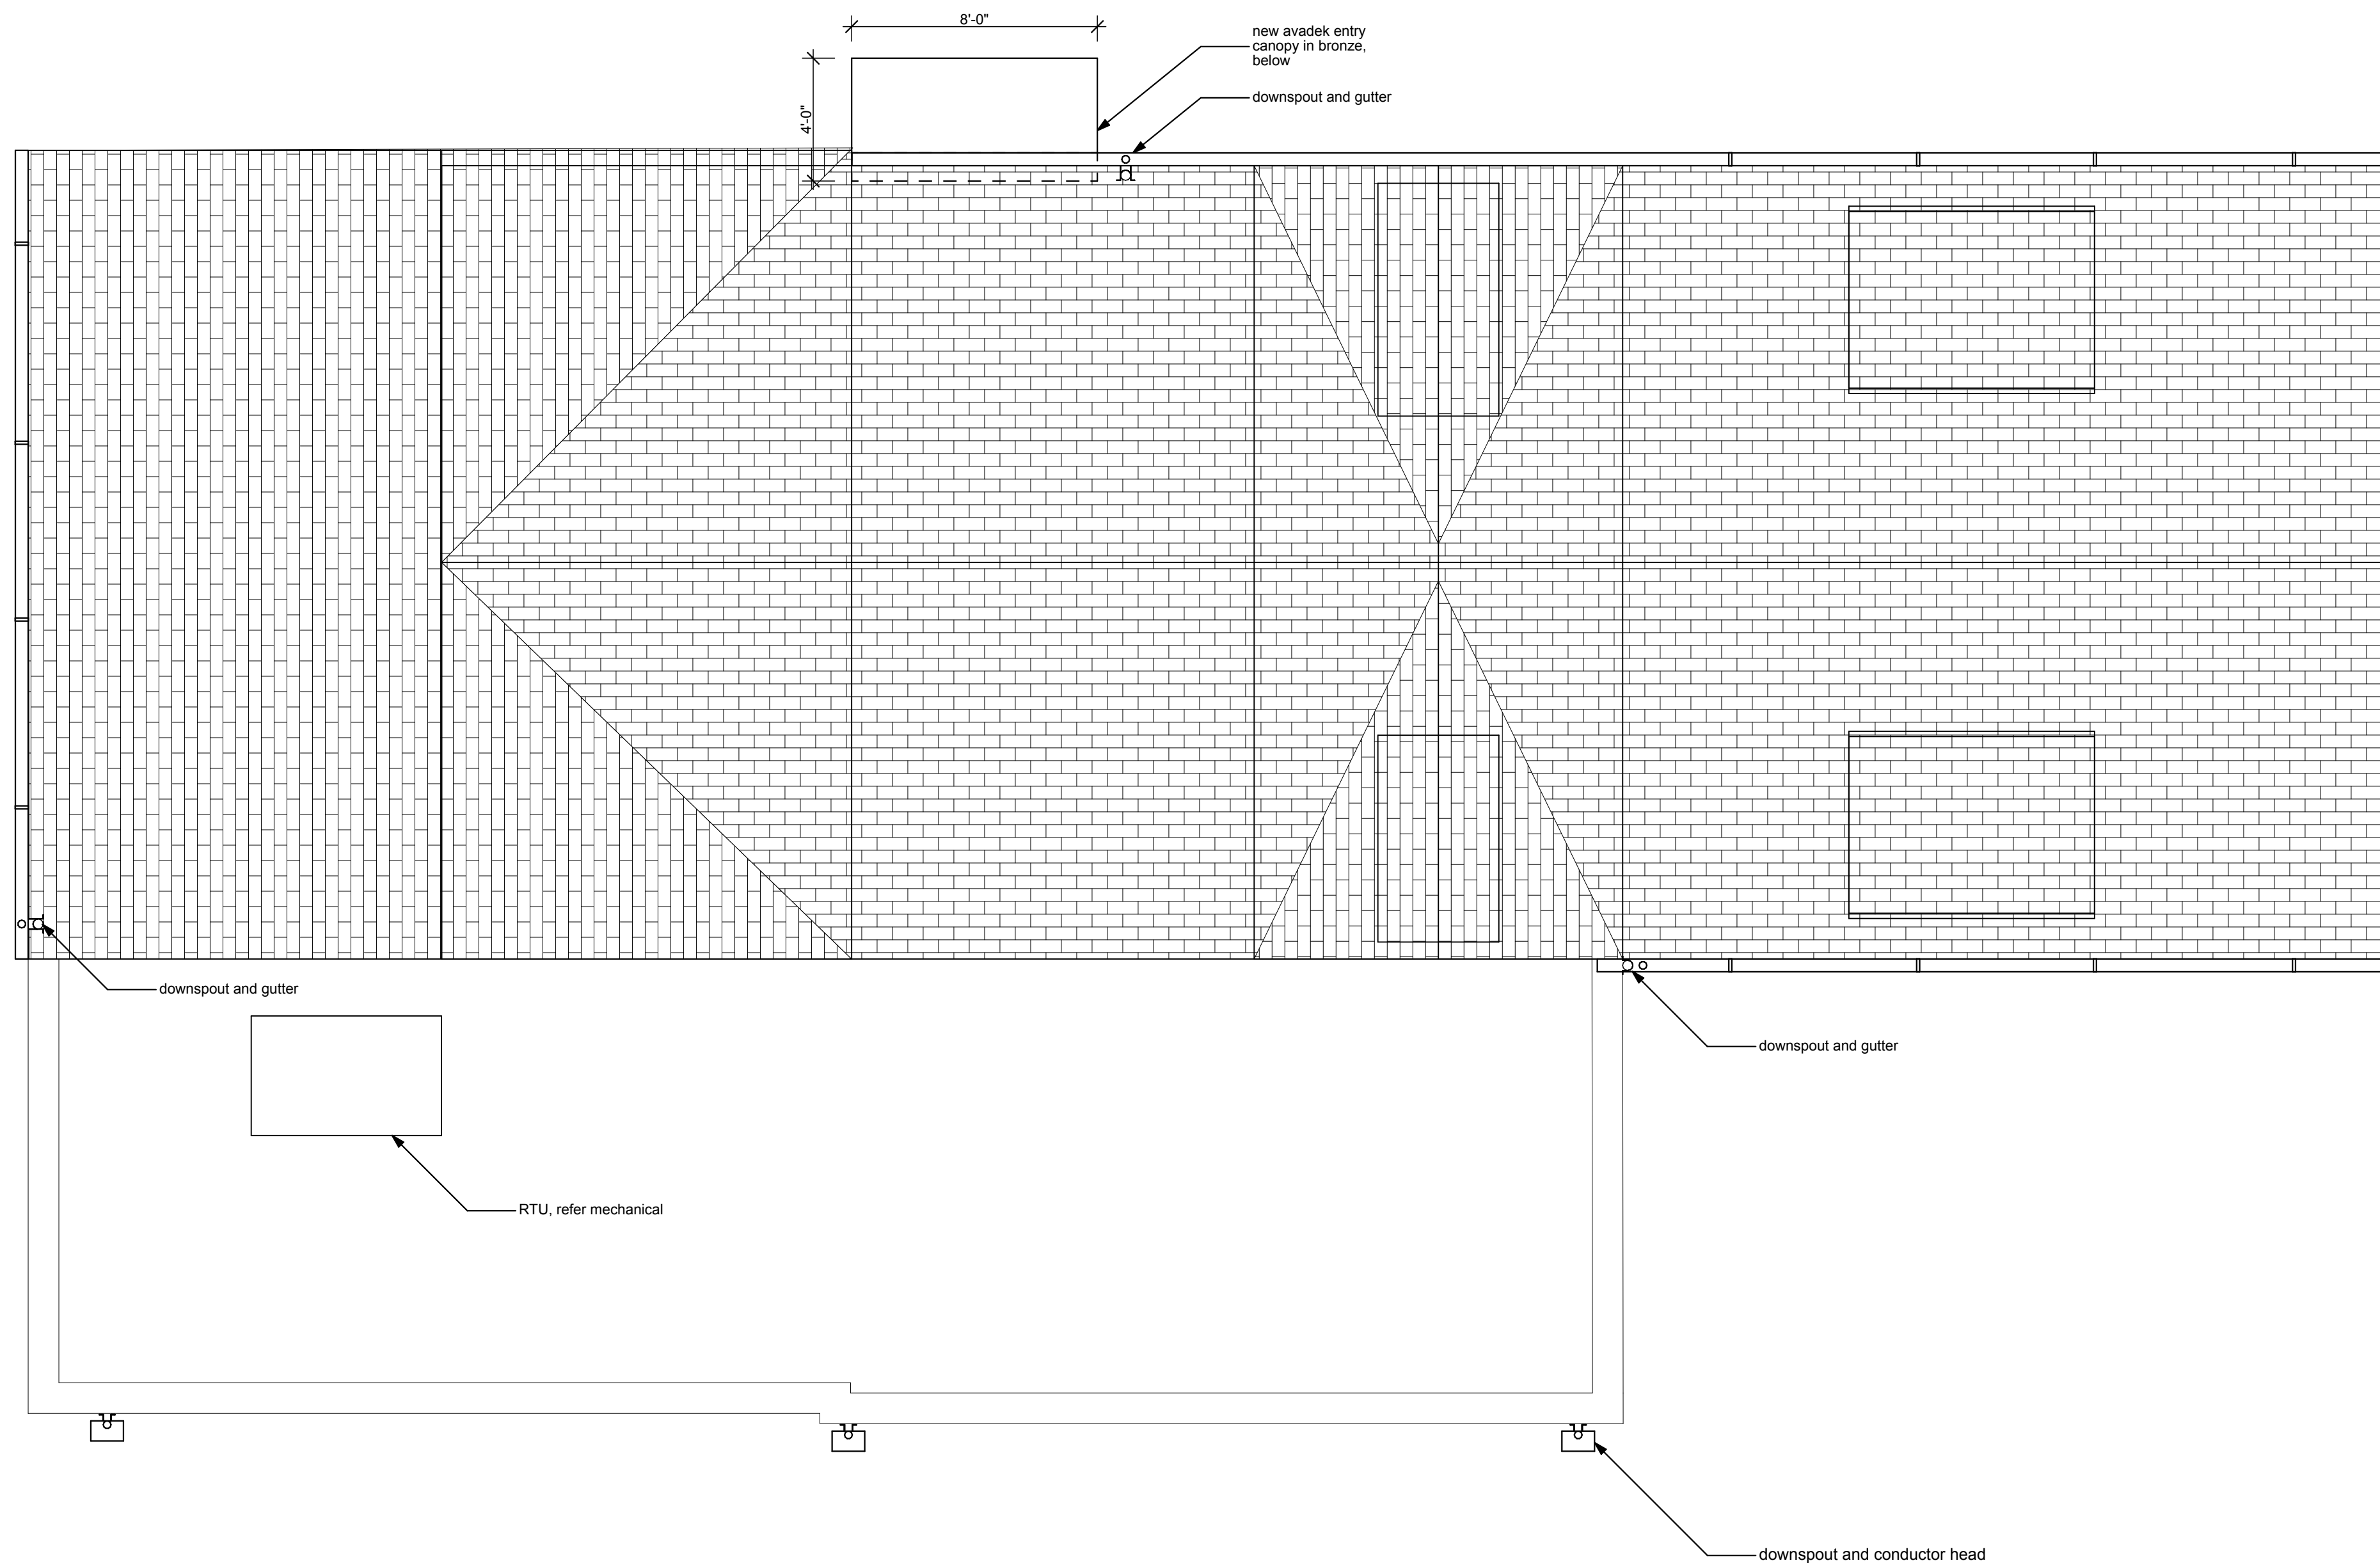 8'-0"
new avadek entry
canopy in bronze,
below
downspout and gutter
4'-0"
downspout and gutter
downspout and gutter
RTU, refer mechanical
downspout and conductor head